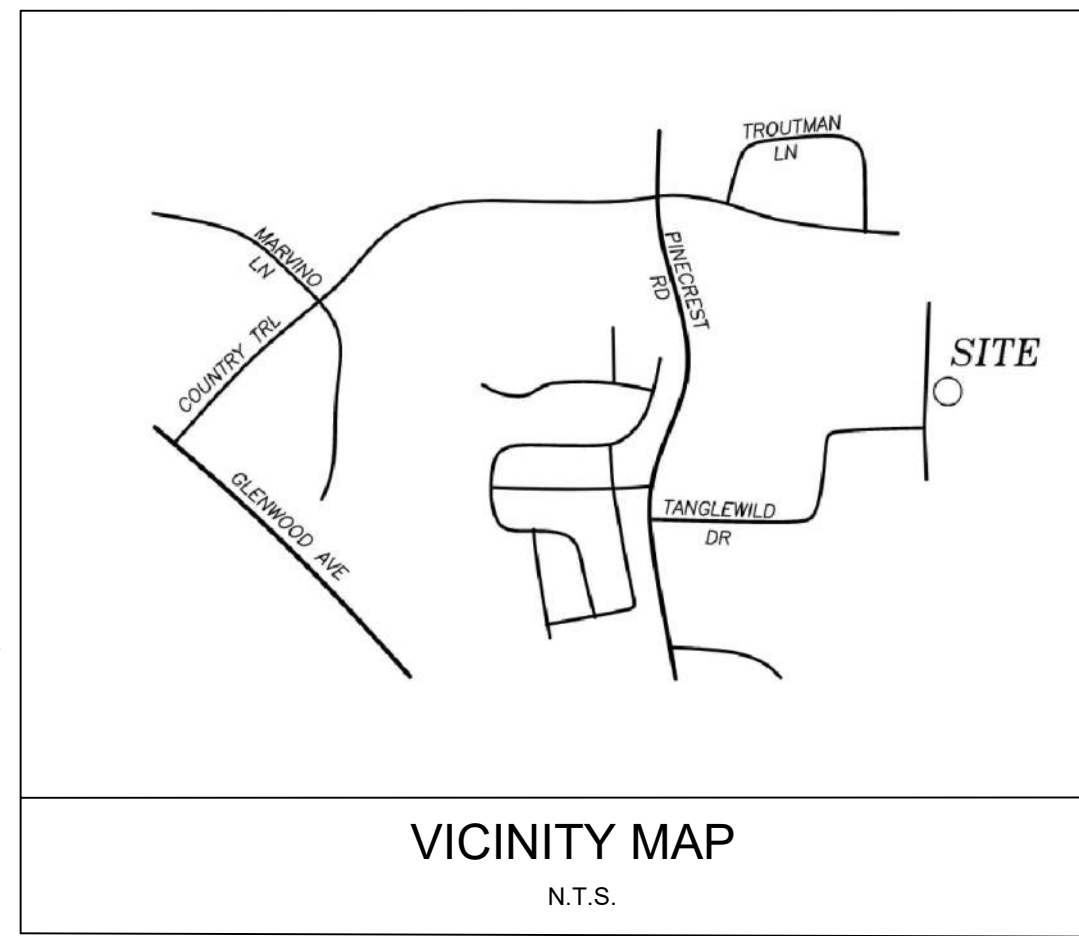 TROUTMAN
LN
MARVINO
LN
PINECREST
RD
COUNTRY TRL
SITE
GLENWOOD AVE
TANGLEWILD
DR
VICINITY MAP
N.T.S.